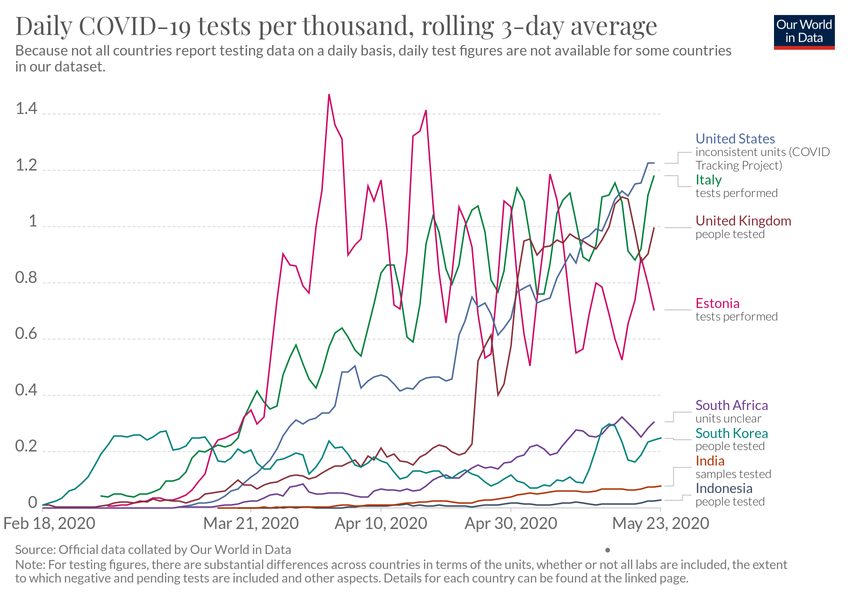 Daily COVID-19 tests per thousand, rolling 3-day average
Our World
in Data
Because not all countries report testing data on a daily basis, daily test figures are not available for some countries
in our dataset.
1.4
1.2
1
0.8
0.6
0.4
0.2
0
Feb 18, 2020
Mar 21, 2020
Apr 10, 2020
Apr 30, 2020
May 23, 2020
United States
inconsistent units (COVID
Tracking Project)
Italy
tests performed
United Kingdom
people tested
Estonia
tests performed
South Africa
units unclear
South Korea
people tested
India
samples tested
Indonesia
people tested
Source: Official data collated by Our World in Data
Note: For testing figures, there are substantial differences across countries in terms of the units, whether or not all labs are included, the extent
to which negative and pending tests are included and other aspects. Details for each country can be found at the linked page.